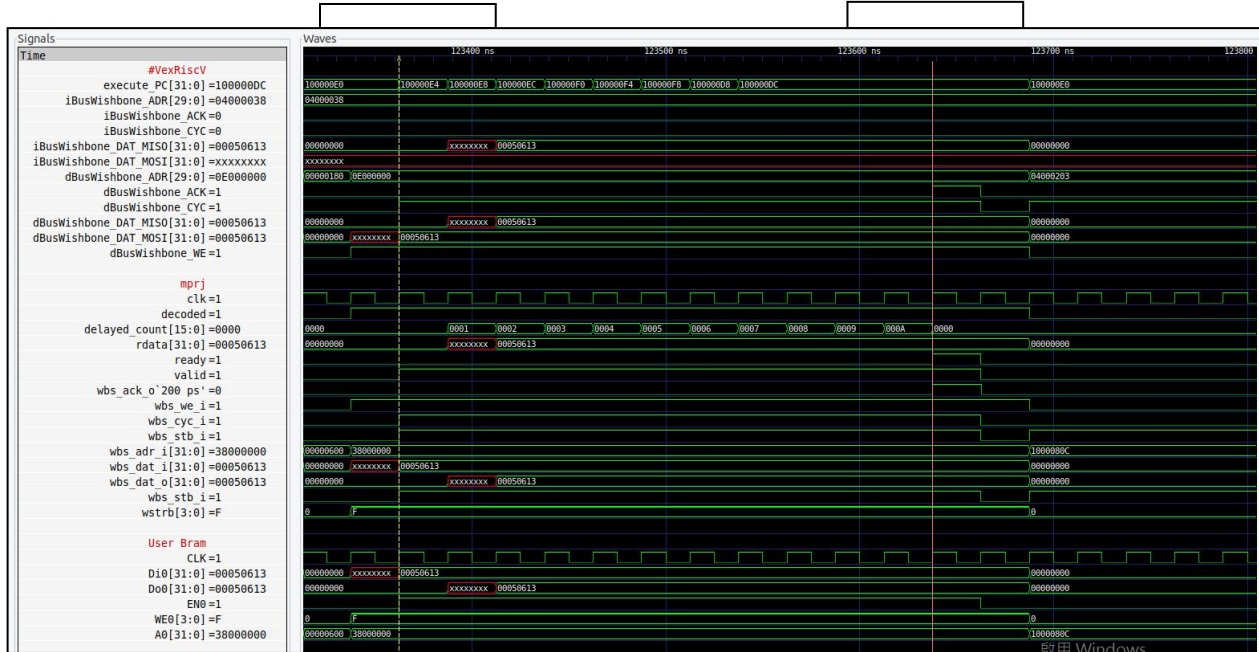 Signals
Waves
Time
123400 ns 123500 ns 123600 ns 123700 ns 123800
#VexRiscV
execute_PC[31:0] =100000DC 100000E0 100000E4 100000E8 100000EC 100000F0 100000F4 100000F8 100000D8 100000DC 100000E0
iBusWishbone_ADR[29:0] =04000038 04000038
iBusWishbone_ACK =0
iBusWishbone_CYC =0
iBusWishbone_DAT_MISO[31:0] =00050613 00000000 xxxxxxxx 00050613 00000000
iBusWishbone_DAT_MOSI[31:0] =xxxxxxxx xxxxxxxx
dBusWishbone_ADR[29:0] =0E000000 00000180 0E000000 04000203
dBusWishbone_ACK =1
dBusWishbone_CYC =1
dBusWishbone_DAT_MISO[31:0] =00050613 00000000 xxxxxxxx 00050613 00000000
dBusWishbone_DAT_MOSI[31:0] =00050613 00000000 xxxxxxxx 00050613 00000000
dBusWishbone_WE =1
mprj
clk =1
decoded =1
delayed_count[15:0] =0000 0000 0001 0002 0003 0004 0005 0006 0007 0008 0009 000A 0000
rdata[31:0] =00050613 00000000 xxxxxxxx 00050613 00000000
ready =1
valid =1
wbs_ack_o`200 ps' =0
wbs_we_i =1
wbs_cyc_i =1
wbs_stb_i =1
wbs_adr_i[31:0] =38000000 00000600 38000000 1000080C
wbs_dat_i[31:0] =00050613 00000000 xxxxxxxx 00050613 00000000
wbs_dat_o[31:0] =00050613 00000000 xxxxxxxx 00050613 00000000
wbs_stb_i =1
wstrb[3:0] =F 0 F 0
User Bram
CLK =1
Di0[31:0] =00050613 00000000 xxxxxxxx 00050613 00000000
Do0[31:0] =00050613 00000000 xxxxxxxx 00050613 00000000
EN0 =1
WE0[3:0] =F 0 F 0
A0[31:0] =38000000 00000600 38000000 1000080C
啟用 Windows